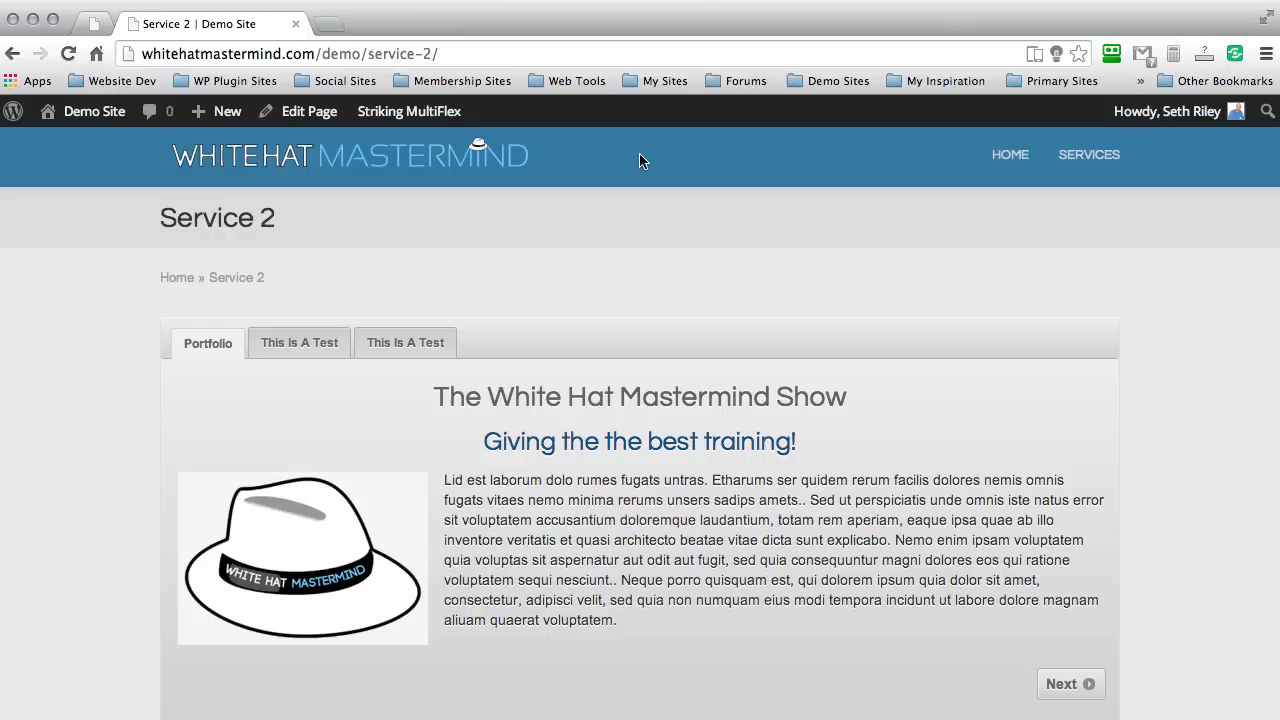 Service 2 | Demo Site
whitehatmastermind.com/demo/service-2/
Apps Website Dev WP Plugin Sites Social Sites Membership Sites Web Tools My Sites Forums Demo Sites My Inspiration Primary Sites » Other Bookmarks
Demo Site 0 New Edit Page Striking MultiFlex Howdy, Seth Riley
WHITE HAT MASTERMIND HOME SERVICES
Service 2
Home » Service 2
Portfolio This Is A Test This Is A Test
The White Hat Mastermind Show
Giving the the best training!
Lid est laborum dolo rumes fugats untras. Etharums ser quidem rerum facilis dolores nemis omnis
fugats vitaes nemo minima rerums unsers sadips amets.. Sed ut perspiciatis unde omnis iste natus error
sit voluptatem accusantium doloremque laudantium, totam rem aperiam, eaque ipsa quae ab illo
inventore veritatis et quasi architecto beatae vitae dicta sunt explicabo. Nemo enim ipsam voluptatem
quia voluptas sit aspernatur aut odit aut fugit, sed quia consequuntur magni dolores eos qui ratione
voluptatem sequi nesciunt.. Neque porro quisquam est, qui dolorem ipsum quia dolor sit amet,
consectetur, adipisci velit, sed quia non numquam eius modi tempora incidunt ut labore dolore magnam
aliuam quaerat voluptatem.
WHITE HAT MASTERMIND
Next